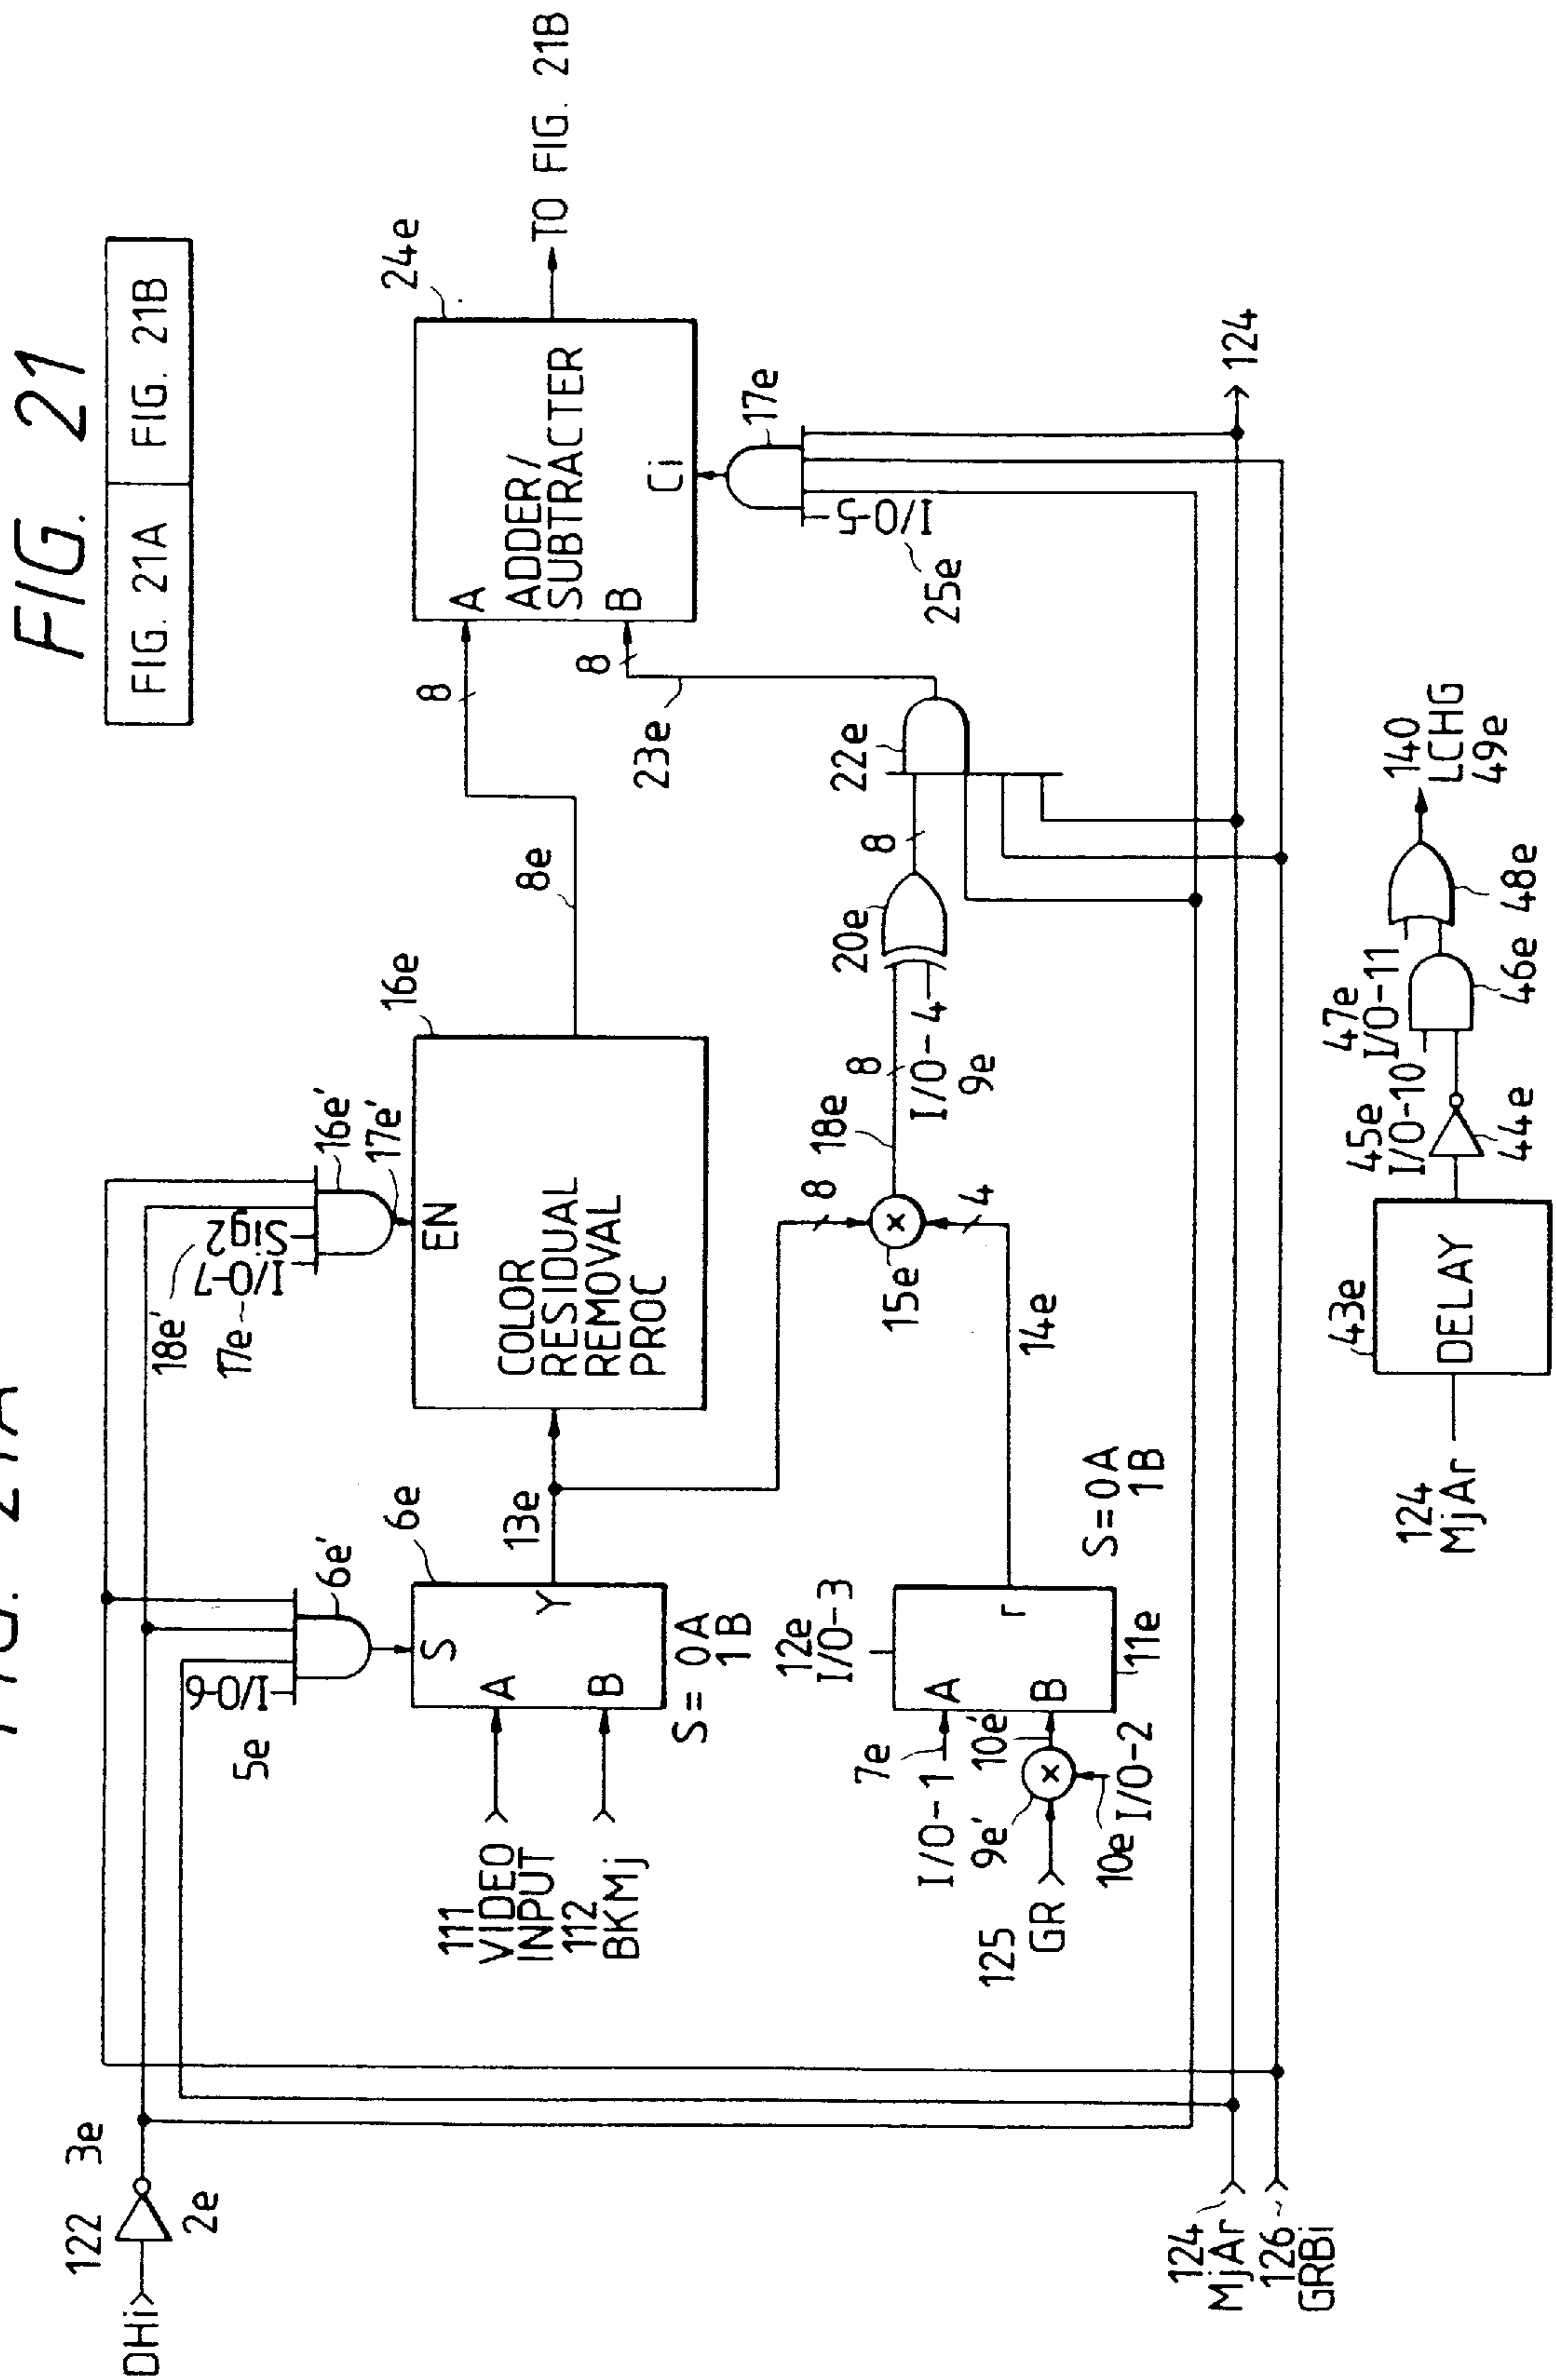 FIG. 21
FIG. 21A
FIG. 21B
FIG. 21A
DHi
122
3e
2e
18e'
17e
I/O-7
Sig2
16e'
17e'
5e
I/O-6
6e'
6e
S
A
Y
B
S= 0A
1B
111
VIDEO
INPUT
112
BKMj
13e
EN
16e
COLOR
RESIDUAL
REMOVAL
PROC
8e
8
24e
A
ADDER/
SUBTRACTER
B
Ci
TO FIG. 21B
8
23e
17e
I/O-5
25e
124
12e
I/O-3
7e
I/O-1
A
r
B
11e
S=0A
1B
9e'
10e'
10e
I/O-2
125
GR
14e
15e
×
×
8
4
18e
8
I/O-4
9e
20e
8
22e
124
MjAr
126
GRBi
124
MjAr
43e
DELAY
45e
I/O-10
44e
47e
I/O-11
46e
48e
140
LCHG
49e